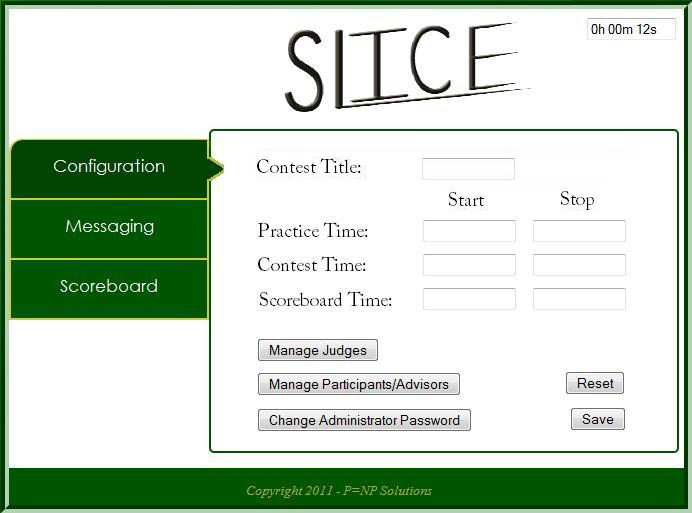 SLICE
0h 00m 12s
Configuration
Messaging
Scoreboard
Contest Title:
Start Stop
Practice Time:
Contest Time:
Scoreboard Time:
Manage Judges
Manage Participants/Advisors
Reset
Change Administrator Password
Save
Copyright 2011 - P=NP Solutions